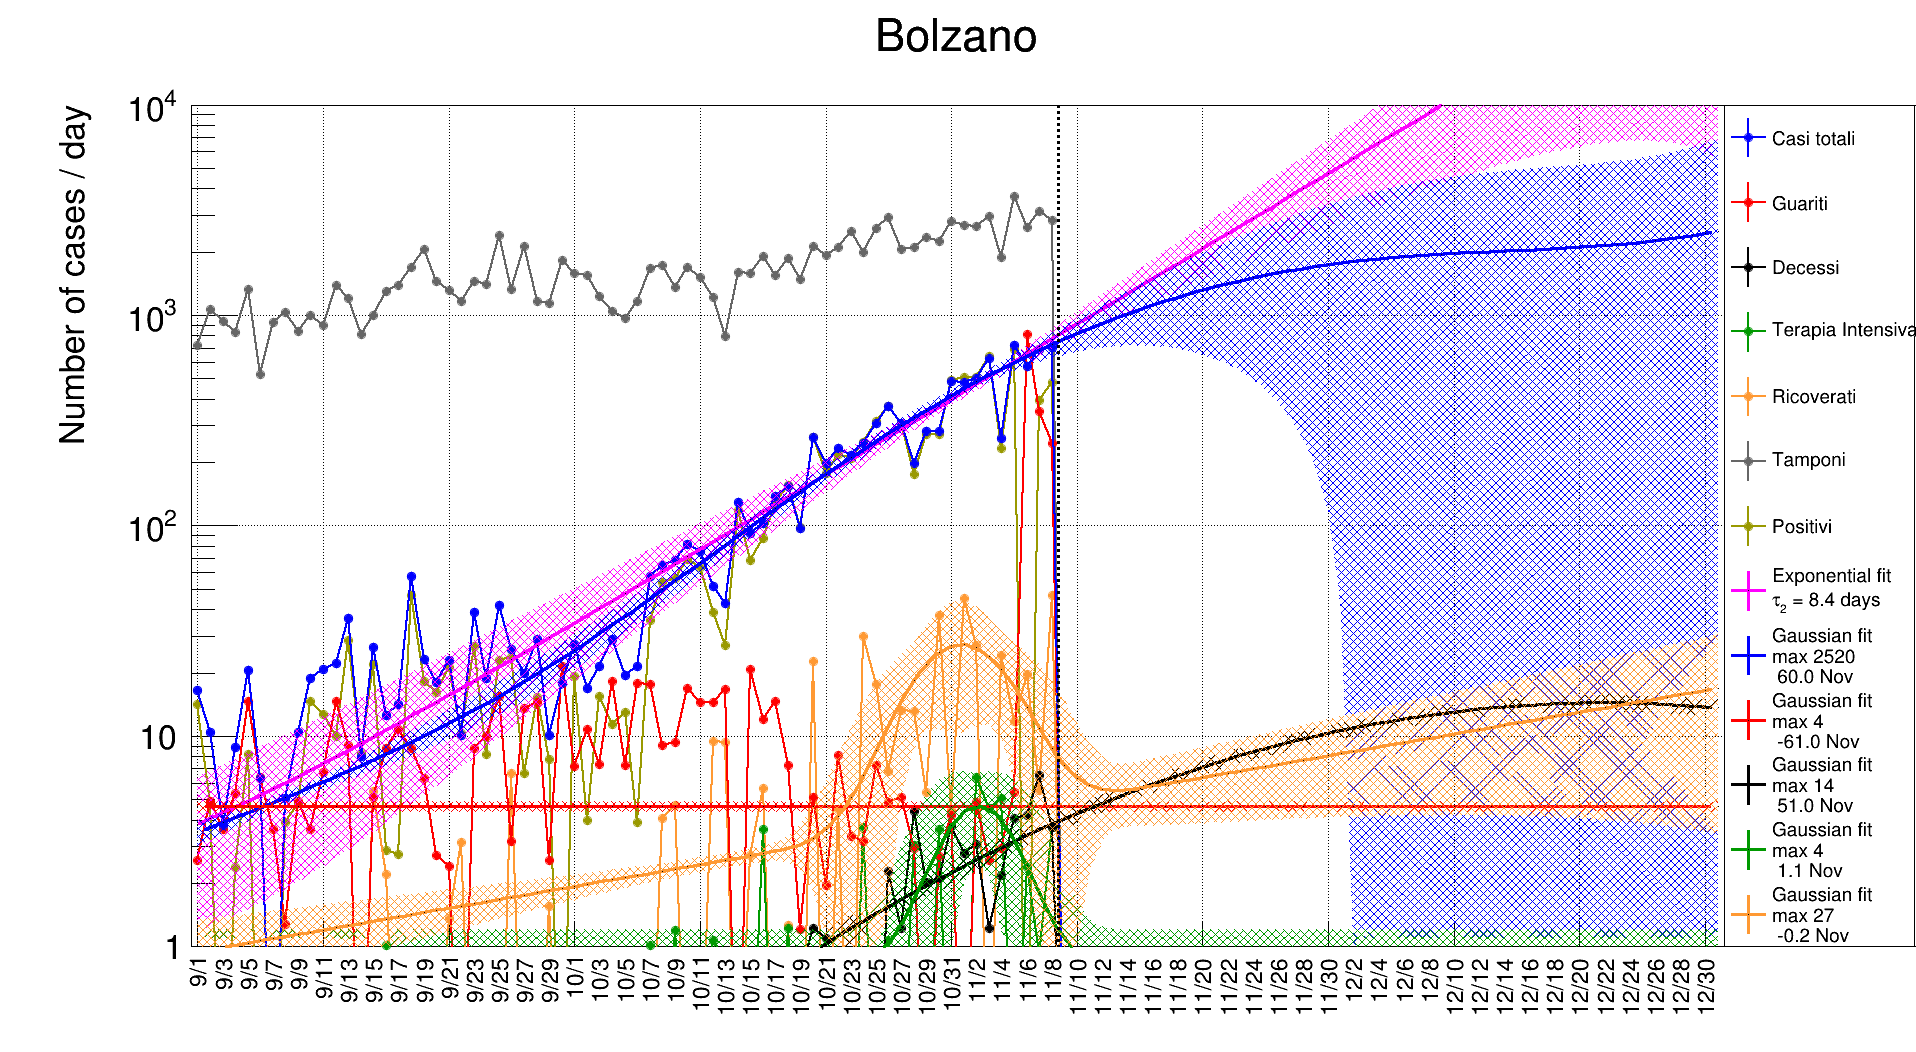 Bolzano
Number of cases / day
10^4
10^3
10^2
10
1
9/1
9/3
9/5
9/7
9/9
9/11
9/13
9/15
9/17
9/19
9/21
9/23
9/25
9/27
9/29
10/1
10/3
10/5
10/7
10/9
10/11
10/13
10/15
10/17
10/19
10/21
10/23
10/25
10/27
10/29
10/31
11/2
11/4
11/6
11/8
11/10
11/12
11/14
11/16
11/18
11/20
11/22
11/24
11/26
11/28
11/30
12/2
12/4
12/6
12/8
12/10
12/12
12/14
12/16
12/18
12/20
12/22
12/24
12/26
12/28
12/30
Casi totali
Guariti
Decessi
Terapia Intensiva
Ricoverati
Tamponi
Positivi
Exponential fit
τ₂ = 8.4 days
Gaussian fit
max 2520
60.0 Nov
Gaussian fit
max 4
-61.0 Nov
Gaussian fit
max 14
51.0 Nov
Gaussian fit
max 4
1.1 Nov
Gaussian fit
max 27
-0.2 Nov